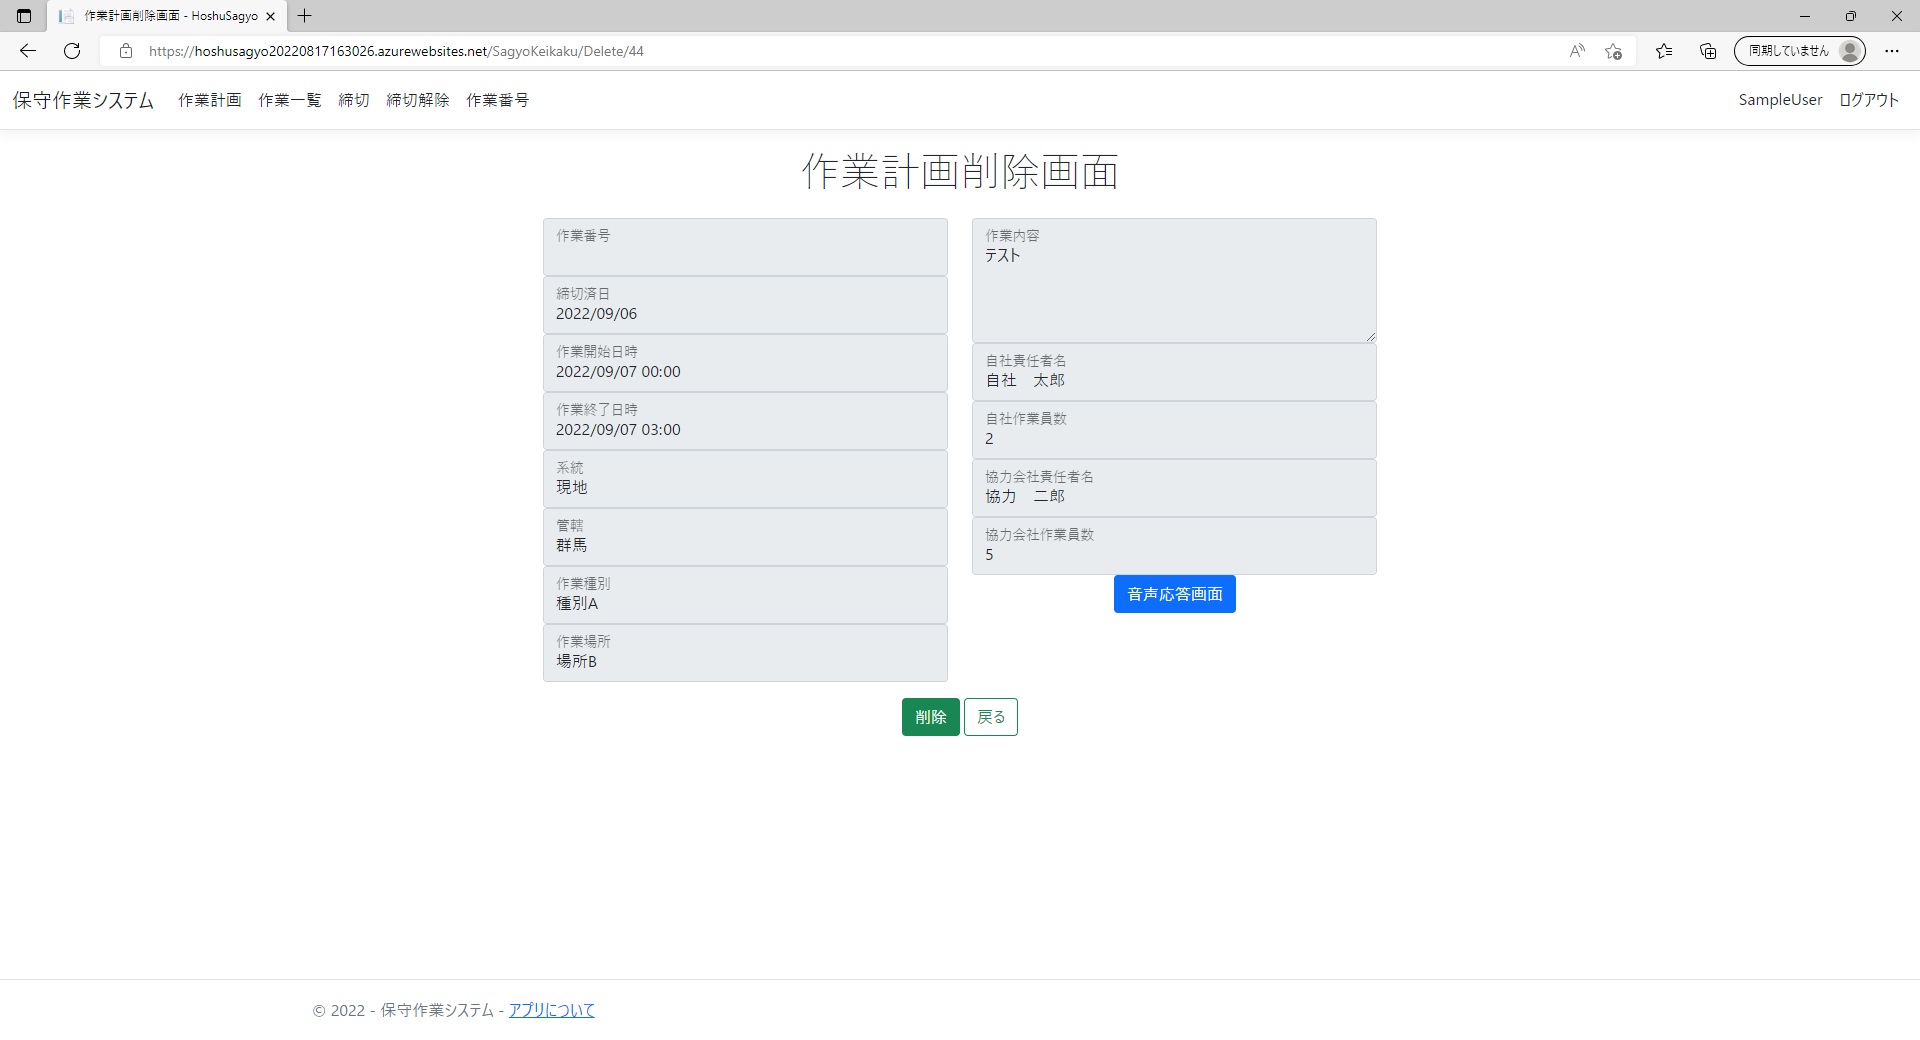 作業計画削除画面 - HoshuSagyo
https://hoshusagyo20220817163026.azurewebsites.net/SagyoKeikaku/Delete/44
同期していません
保守作業システム 作業計画 作業一覧 締切 締切解除 作業番号 SampleUser ログアウト
作業計画削除画面
作業番号
締切済日
2022/09/06
作業開始日時
2022/09/07 00:00
作業終了日時
2022/09/07 03:00
系統
現地
管轄
群馬
作業種別
種別A
作業場所
場所B
作業内容
テスト
自社責任者名
自社　太郎
自社作業員数
2
協力会社責任者名
協力　二郎
協力会社作業員数
5
音声応答画面
削除 戻る
© 2022 - 保守作業システム - アプリについて